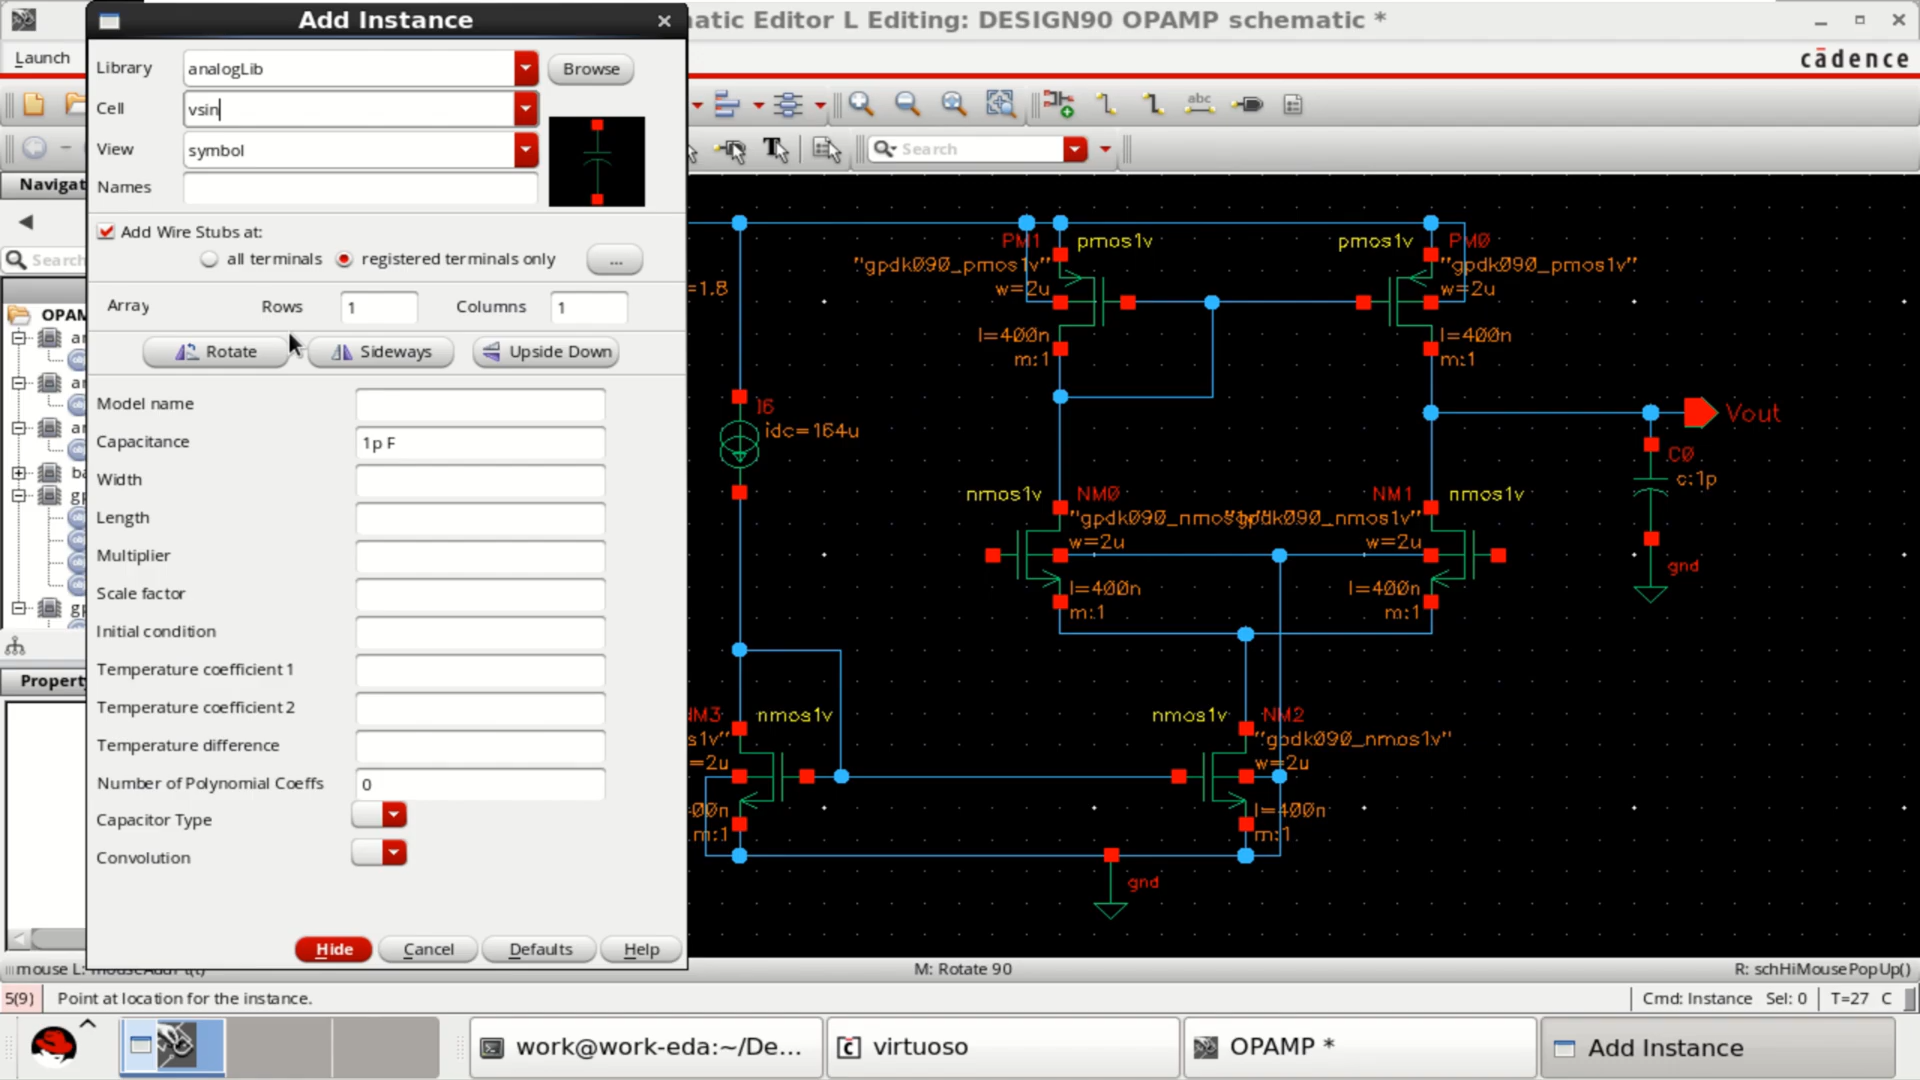 Add Instance
atic Editor L Editing: DESIGN90 OPAMP schematic *
Launch
cādence
Library
analogLib
Browse
Cell
vsin
View
symbol
Names
Search
Navigat
Add Wire Stubs at:
all terminals
registered terminals only
...
Search
Array
Rows
1
Columns
1
OPAM
Rotate
Sideways
Upside Down
Model name
Capacitance
1p F
Width
Length
Multiplier
Scale factor
Initial condition
Temperature coefficient 1
Property
Temperature coefficient 2
Temperature difference
Number of Polynomial Coeffs
0
Capacitor Type
Convolution
Hide
Cancel
Defaults
Help
PM1
pmos1v
"gpdk090_pmos1v"
w=2u
l=400n
m:1
pmos1v
PM0
"gpdk090_pmos1v"
w=2u
l=400n
m:1
=1.8
I6
idc=164u
Vout
C0
c:1p
gnd
nmos1v
NM0
w=2u
l=400n
m:1
NM1
nmos1v
"gpdk090_nmos1v"
w=2u
l=400n
m:1
NM3
nmos1v
s1v"
=2u
00n
m:1
nmos1v
NM2
"gpdk090_nmos1v"
w=2u
l=400n
m:1
gnd
mouse L:
M: Rotate 90
R: schHiMousePopUp()
5(9)
Point at location for the instance.
Cmd: Instance
Sel: 0
T=27
C
work@work-eda:~/De...
virtuoso
OPAMP *
Add Instance